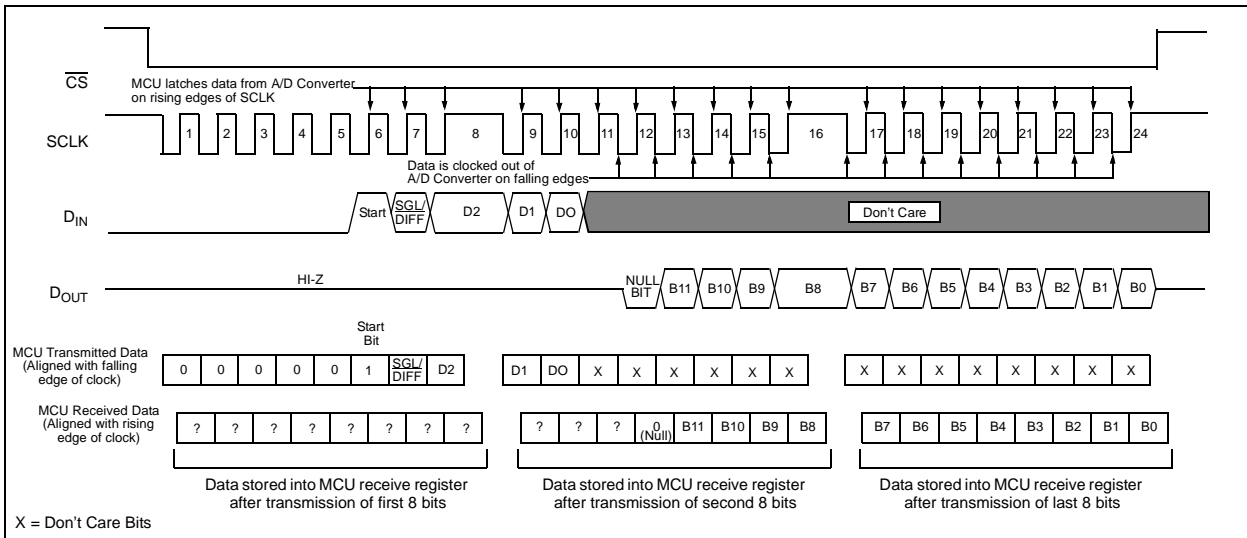 CS
MCU latches data from A/D Converter
on rising edges of SCLK
SCLK
1 2 3 4 5 6 7 8 9 10 11 12 13 14 15 16 17 18 19 20 21 22 23 24
Data is clocked out of
A/D Converter on falling edges
DIN
Start SGL/ D2 D1 DO Don't Care
DIFF
HI-Z
DOUT
NULL B11 B10 B9 B8 B7 B6 B5 B4 B3 B2 B1 B0
BIT
Start
Bit
MCU Transmitted Data
(Aligned with falling
edge of clock)
0 0 0 0 0 1 SGL/ D2 D1 DO X X X X X X X X X X X X X X
DIFF
MCU Received Data
(Aligned with rising
edge of clock)
? ? ? ? ? ? ? ? ? ? ? 0 B11 B10 B9 B8 B7 B6 B5 B4 B3 B2 B1 B0
(Null)
Data stored into MCU receive register
after transmission of first 8 bits
Data stored into MCU receive register
after transmission of second 8 bits
Data stored into MCU receive register
after transmission of last 8 bits
X = Don't Care Bits